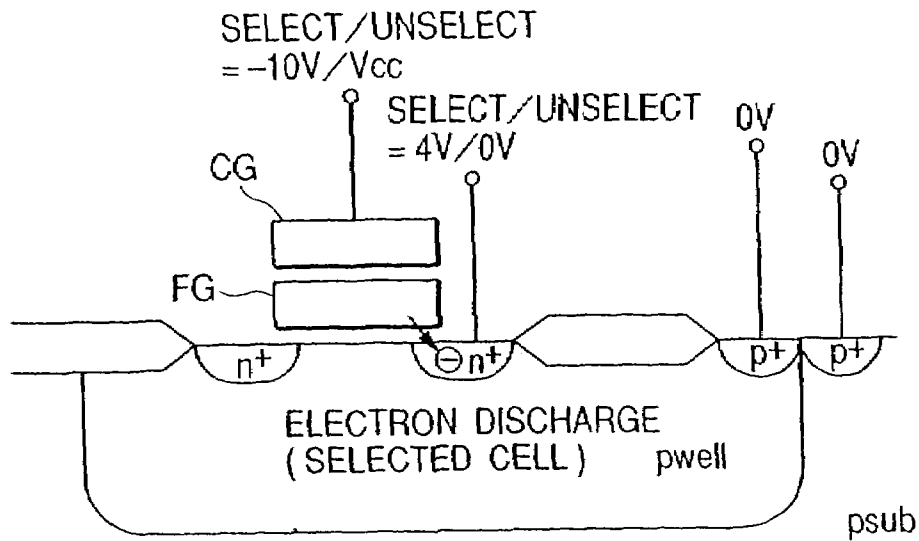 SELECT/UNSELECT
= -10V/Vcc
SELECT/UNSELECT
= 4V/0V
0V
0V
CG
FG
n+
⊖ n+
p+
p+
ELECTRON DISCHARGE
(SELECTED CELL)
pwell
psub